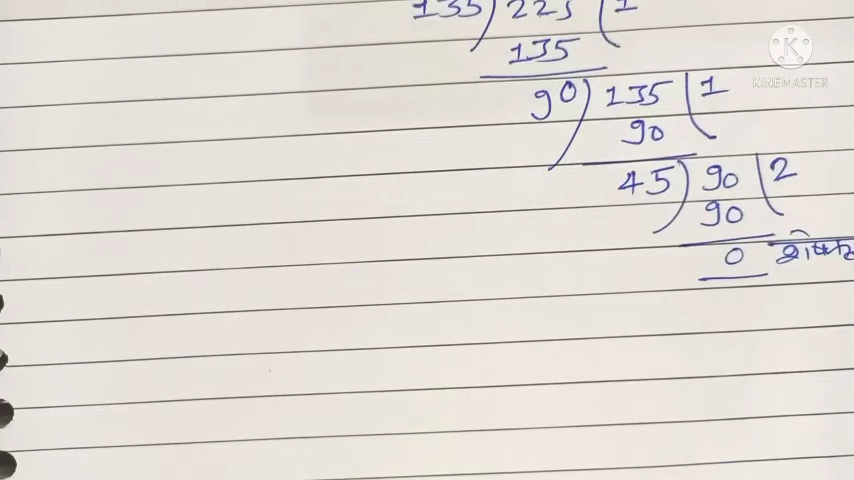 135) 225 (1
135
90) 135 (1
KINEMASTER
90
45) 90 (2
90
0